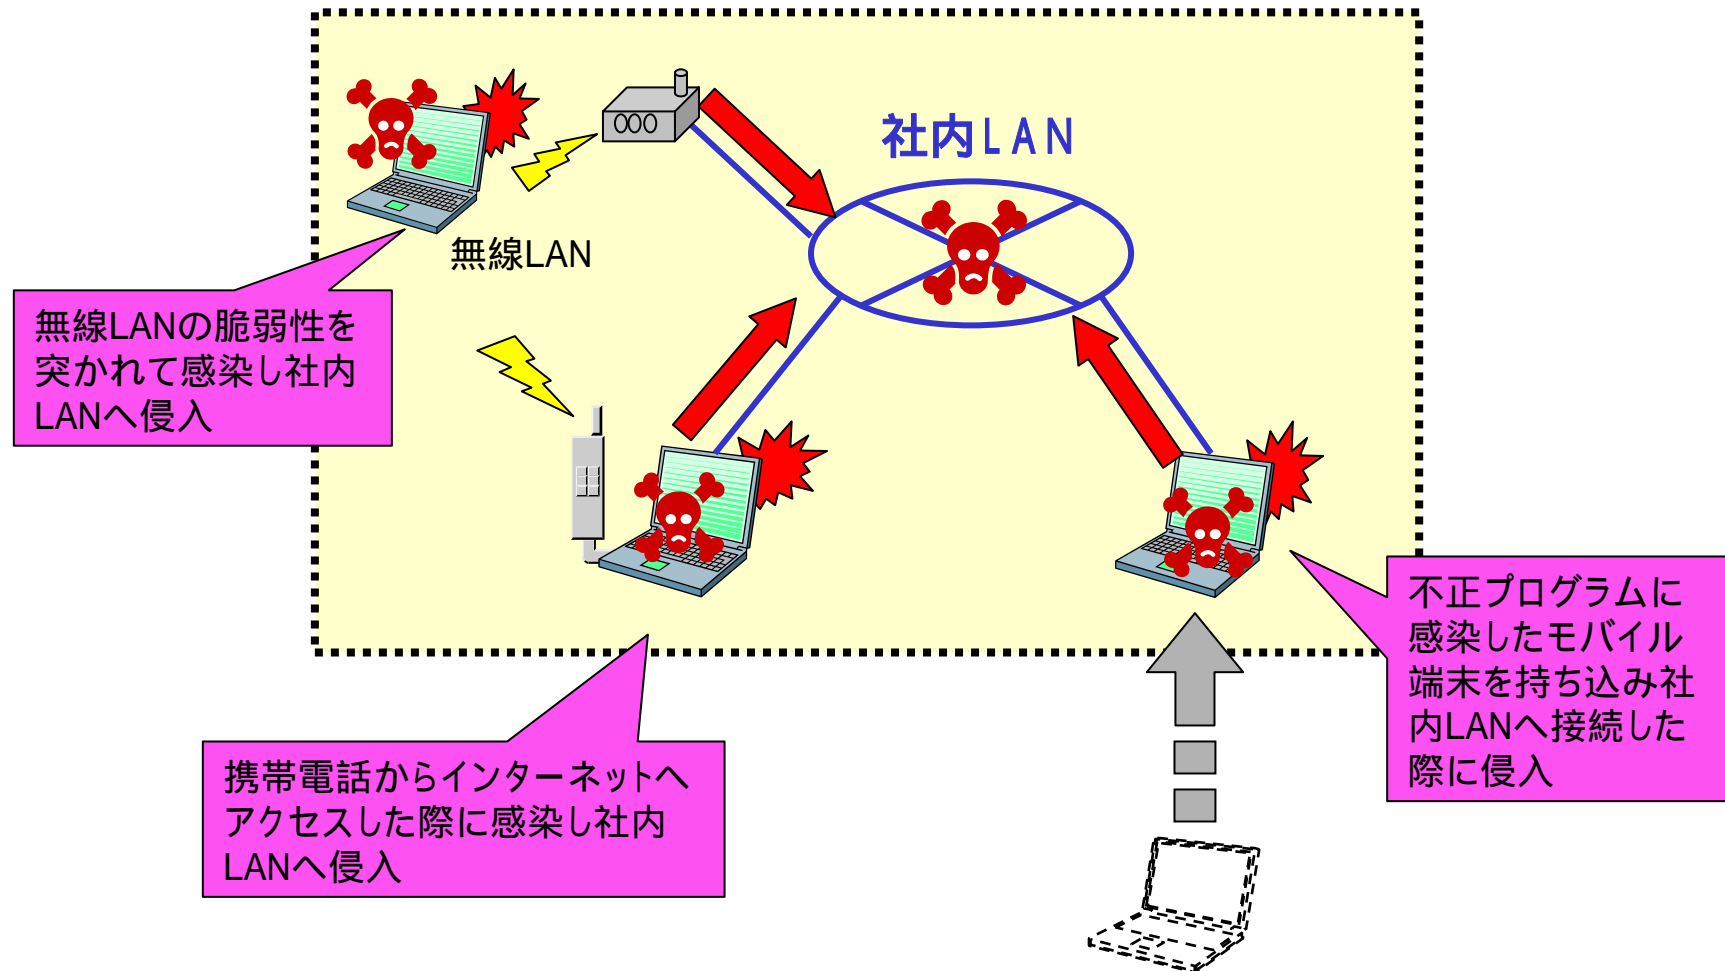 社内LAN
無線LAN
無線LANの脆弱性を
突かれて感染し社内
LANへ侵入
携帯電話からインターネットへ
アクセスした際に感染し社内
LANへ侵入
不正プログラムに
感染したモバイル
端末を持ち込み社
内LANへ接続した
際に侵入